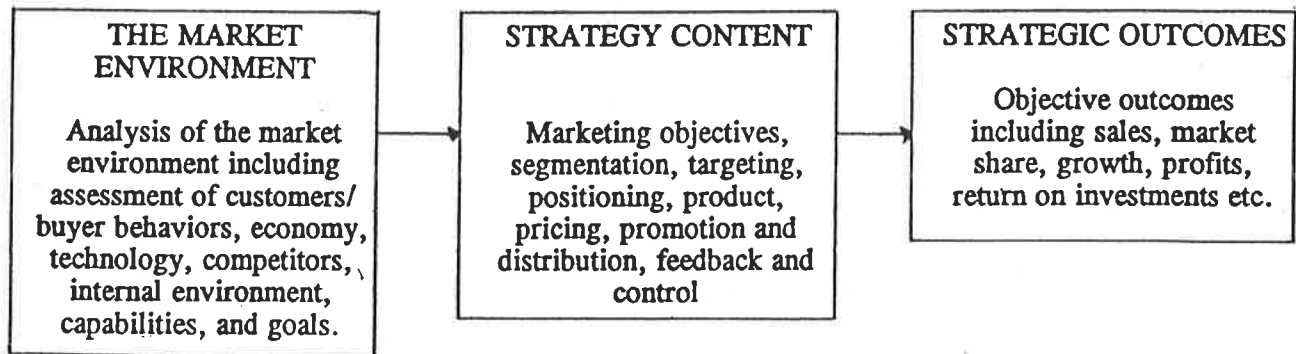 THE MARKET
ENVIRONMENT
Analysis of the market
environment including
assessment of customers/
buyer behaviors, economy,
technology, competitors,
internal environment,
capabilities, and goals.
STRATEGY CONTENT
Marketing objectives,
segmentation, targeting,
positioning, product,
pricing, promotion and
distribution, feedback and
control
STRATEGIC OUTCOMES
Objective outcomes
including sales, market
share, growth, profits,
return on investments etc.